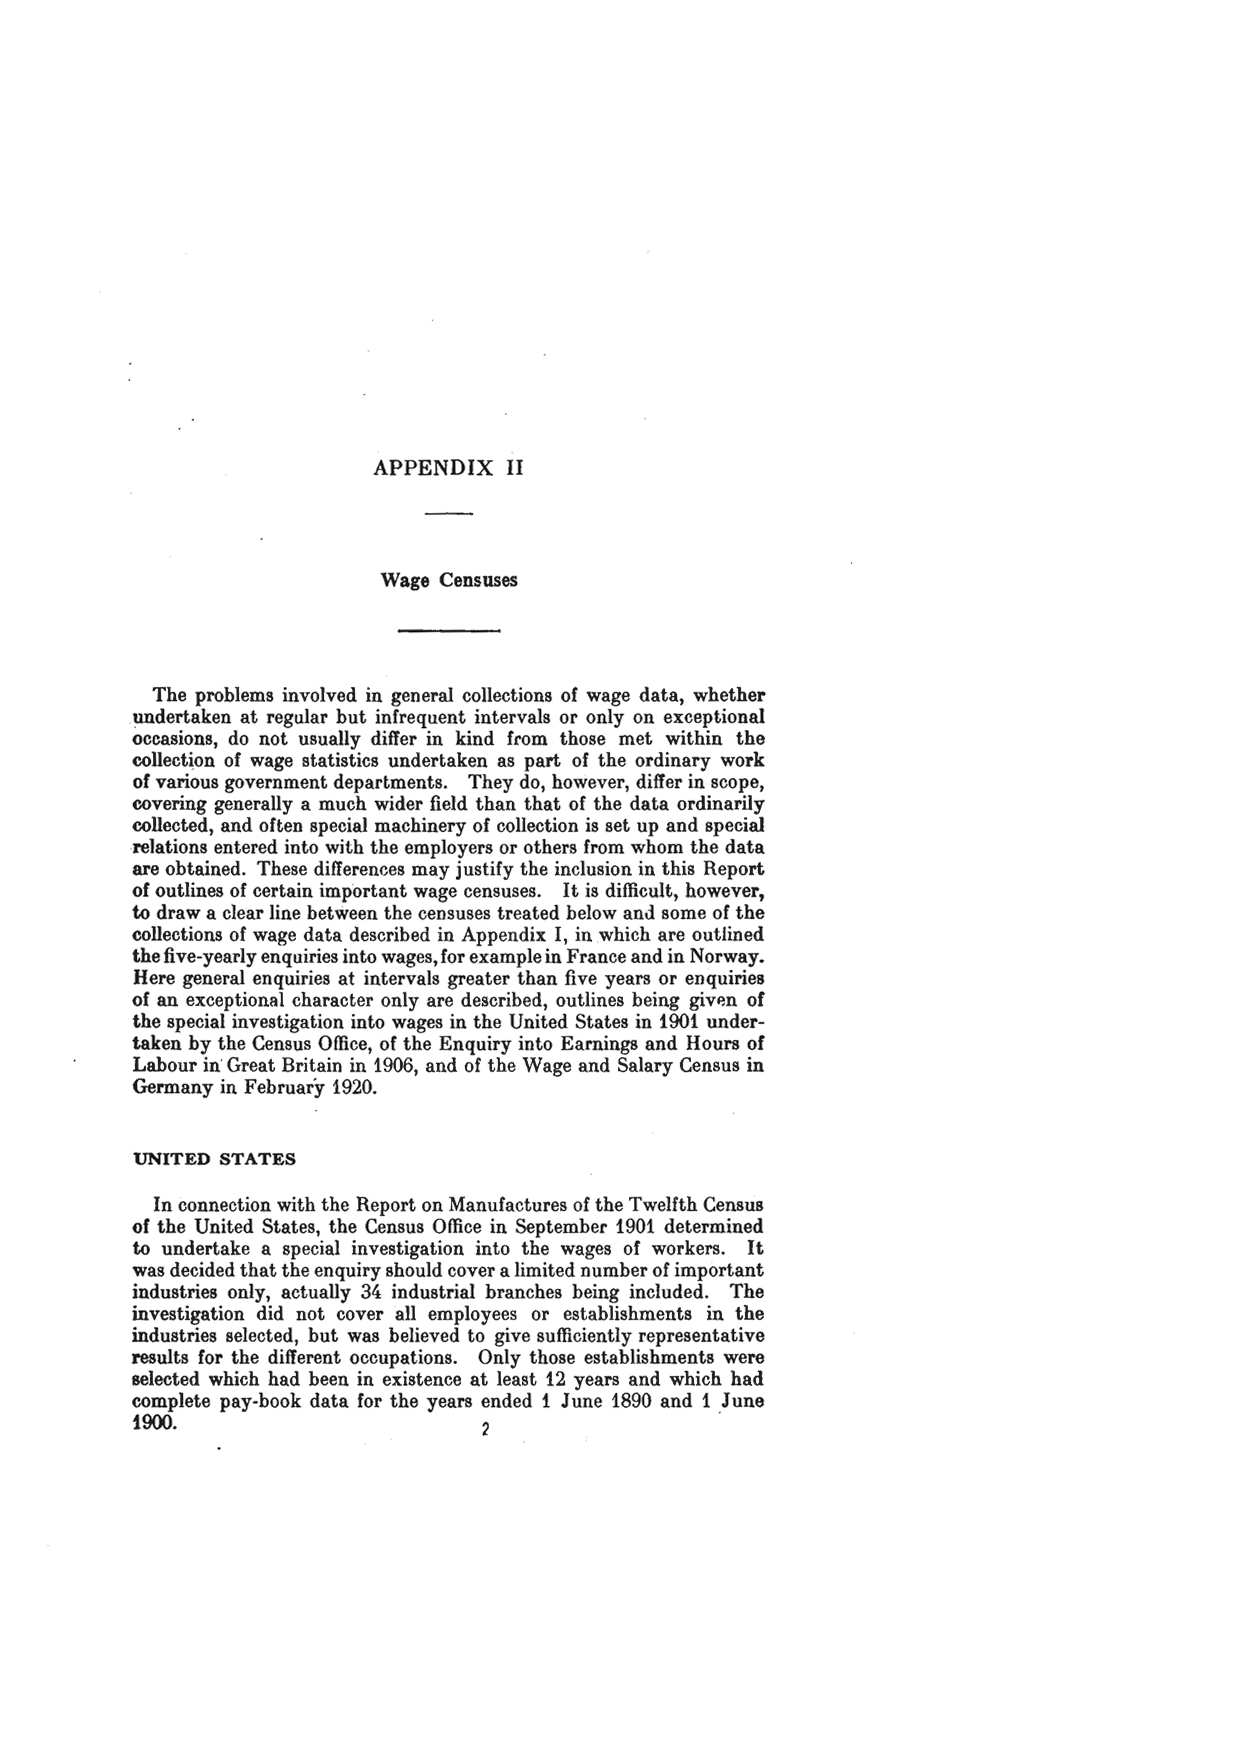 APPENDIX II
Wage Censuses
The problems involved in general collections of wage data, whether
undertaken at regular but infrequent intervals or only on exceptional
occasions, do not usually differ in kind from those met within the
collection of wage statistics undertaken as part of the ordinary work
of various government departments. They do, however, differ in scope,
covering generally a much wider field than that of the data ordinarily
collected, and often special machinery of collection is set up and special
relations entered into with the employers or others from whom the data
are obtained. These differences may justify the inclusion in this Report
of outlines of certain important wage censuses. It is difficult, however,
to draw a clear line between the censuses treated below and some of the
collections of wage data described in Appendix I, in which are outlined
the five-yearly enquiries into wages, for example in France and in Norway.
Here general enquiries at intervals greater than five years or enquiries
of an exceptional character only are described, outlines being given of
the special investigation into wages in the United States in 1901 under-
taken by the Census Office, of the Enquiry into Earnings and Hours of
Labour in Great Britain in 1906, and of the Wage and Salary Census in
Germany in February 1920.
UNITED STATES
In connection with the Report on Manufactures of the Twelfth Census
of the United States, the Census Office in September 1901 determined
to undertake a special investigation into the wages of workers. It
was decided that the enquiry should cover a limited number of important
industries only, actually 34 industrial branches being included. The
investigation did not cover all employees or establishments in the
industries selected, but was believed to give sufficiently representative
results for the different occupations. Only those establishments were
selected which had been in existence at least 12 years and which had
complete pay-book data for the years ended 1 June 1890 and 1 June
1900.
2